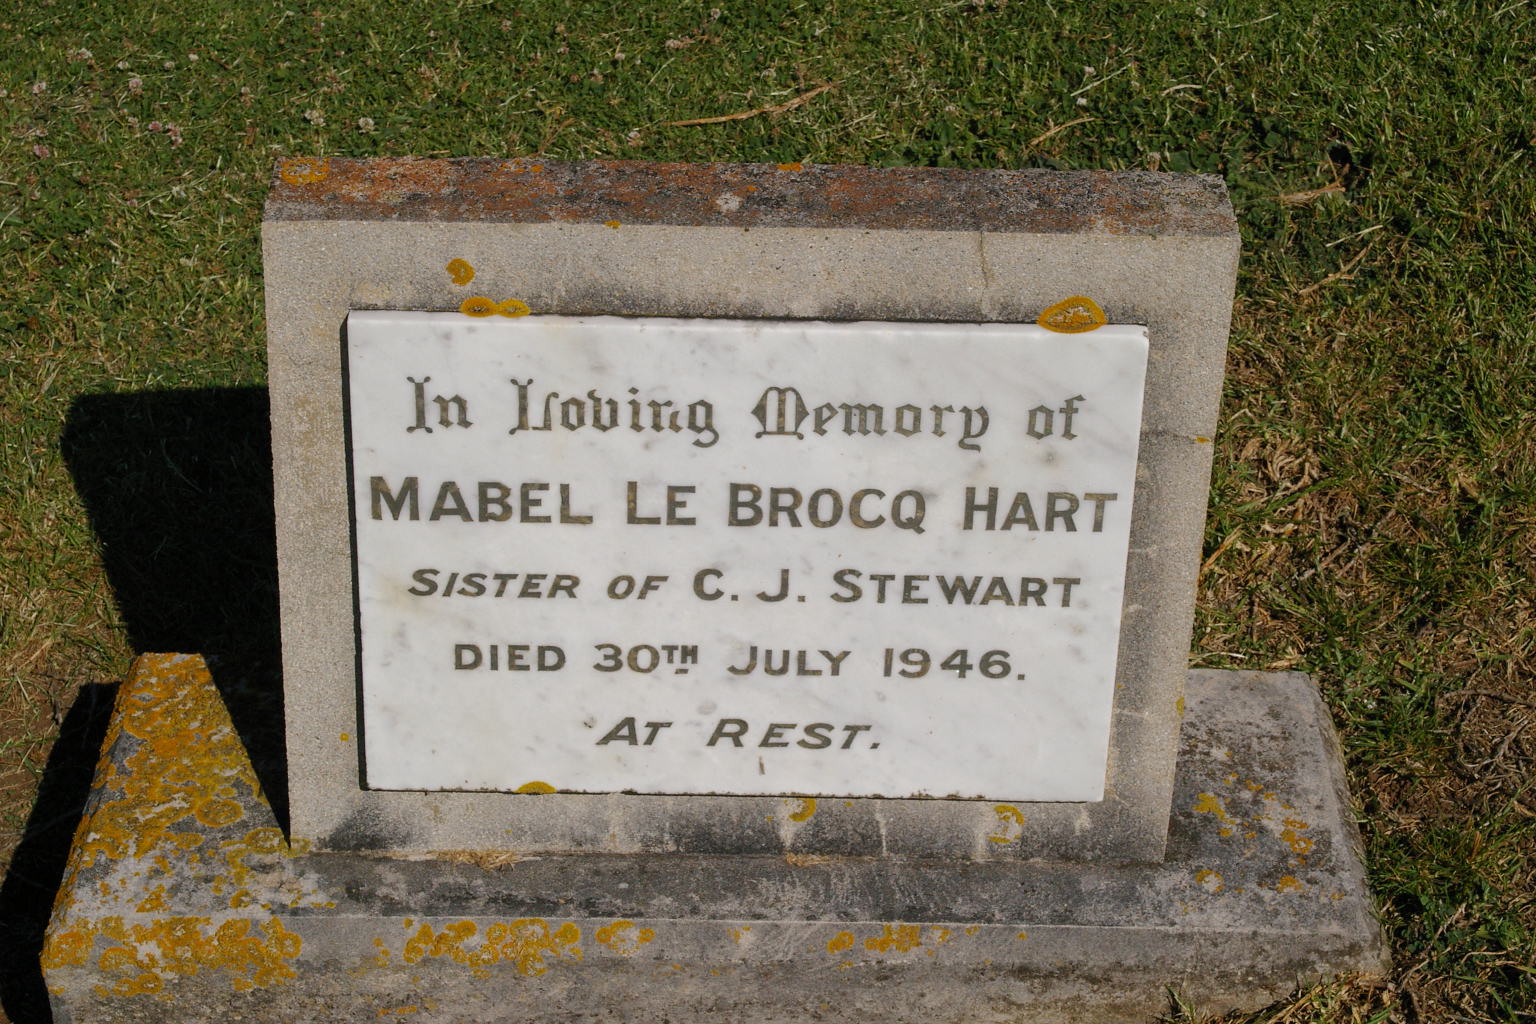 In Loving Memory of
MABEL LE BROCQ HART
SISTER OF C. J. STEWART
DIED 30TH JULY 1946.
AT REST.